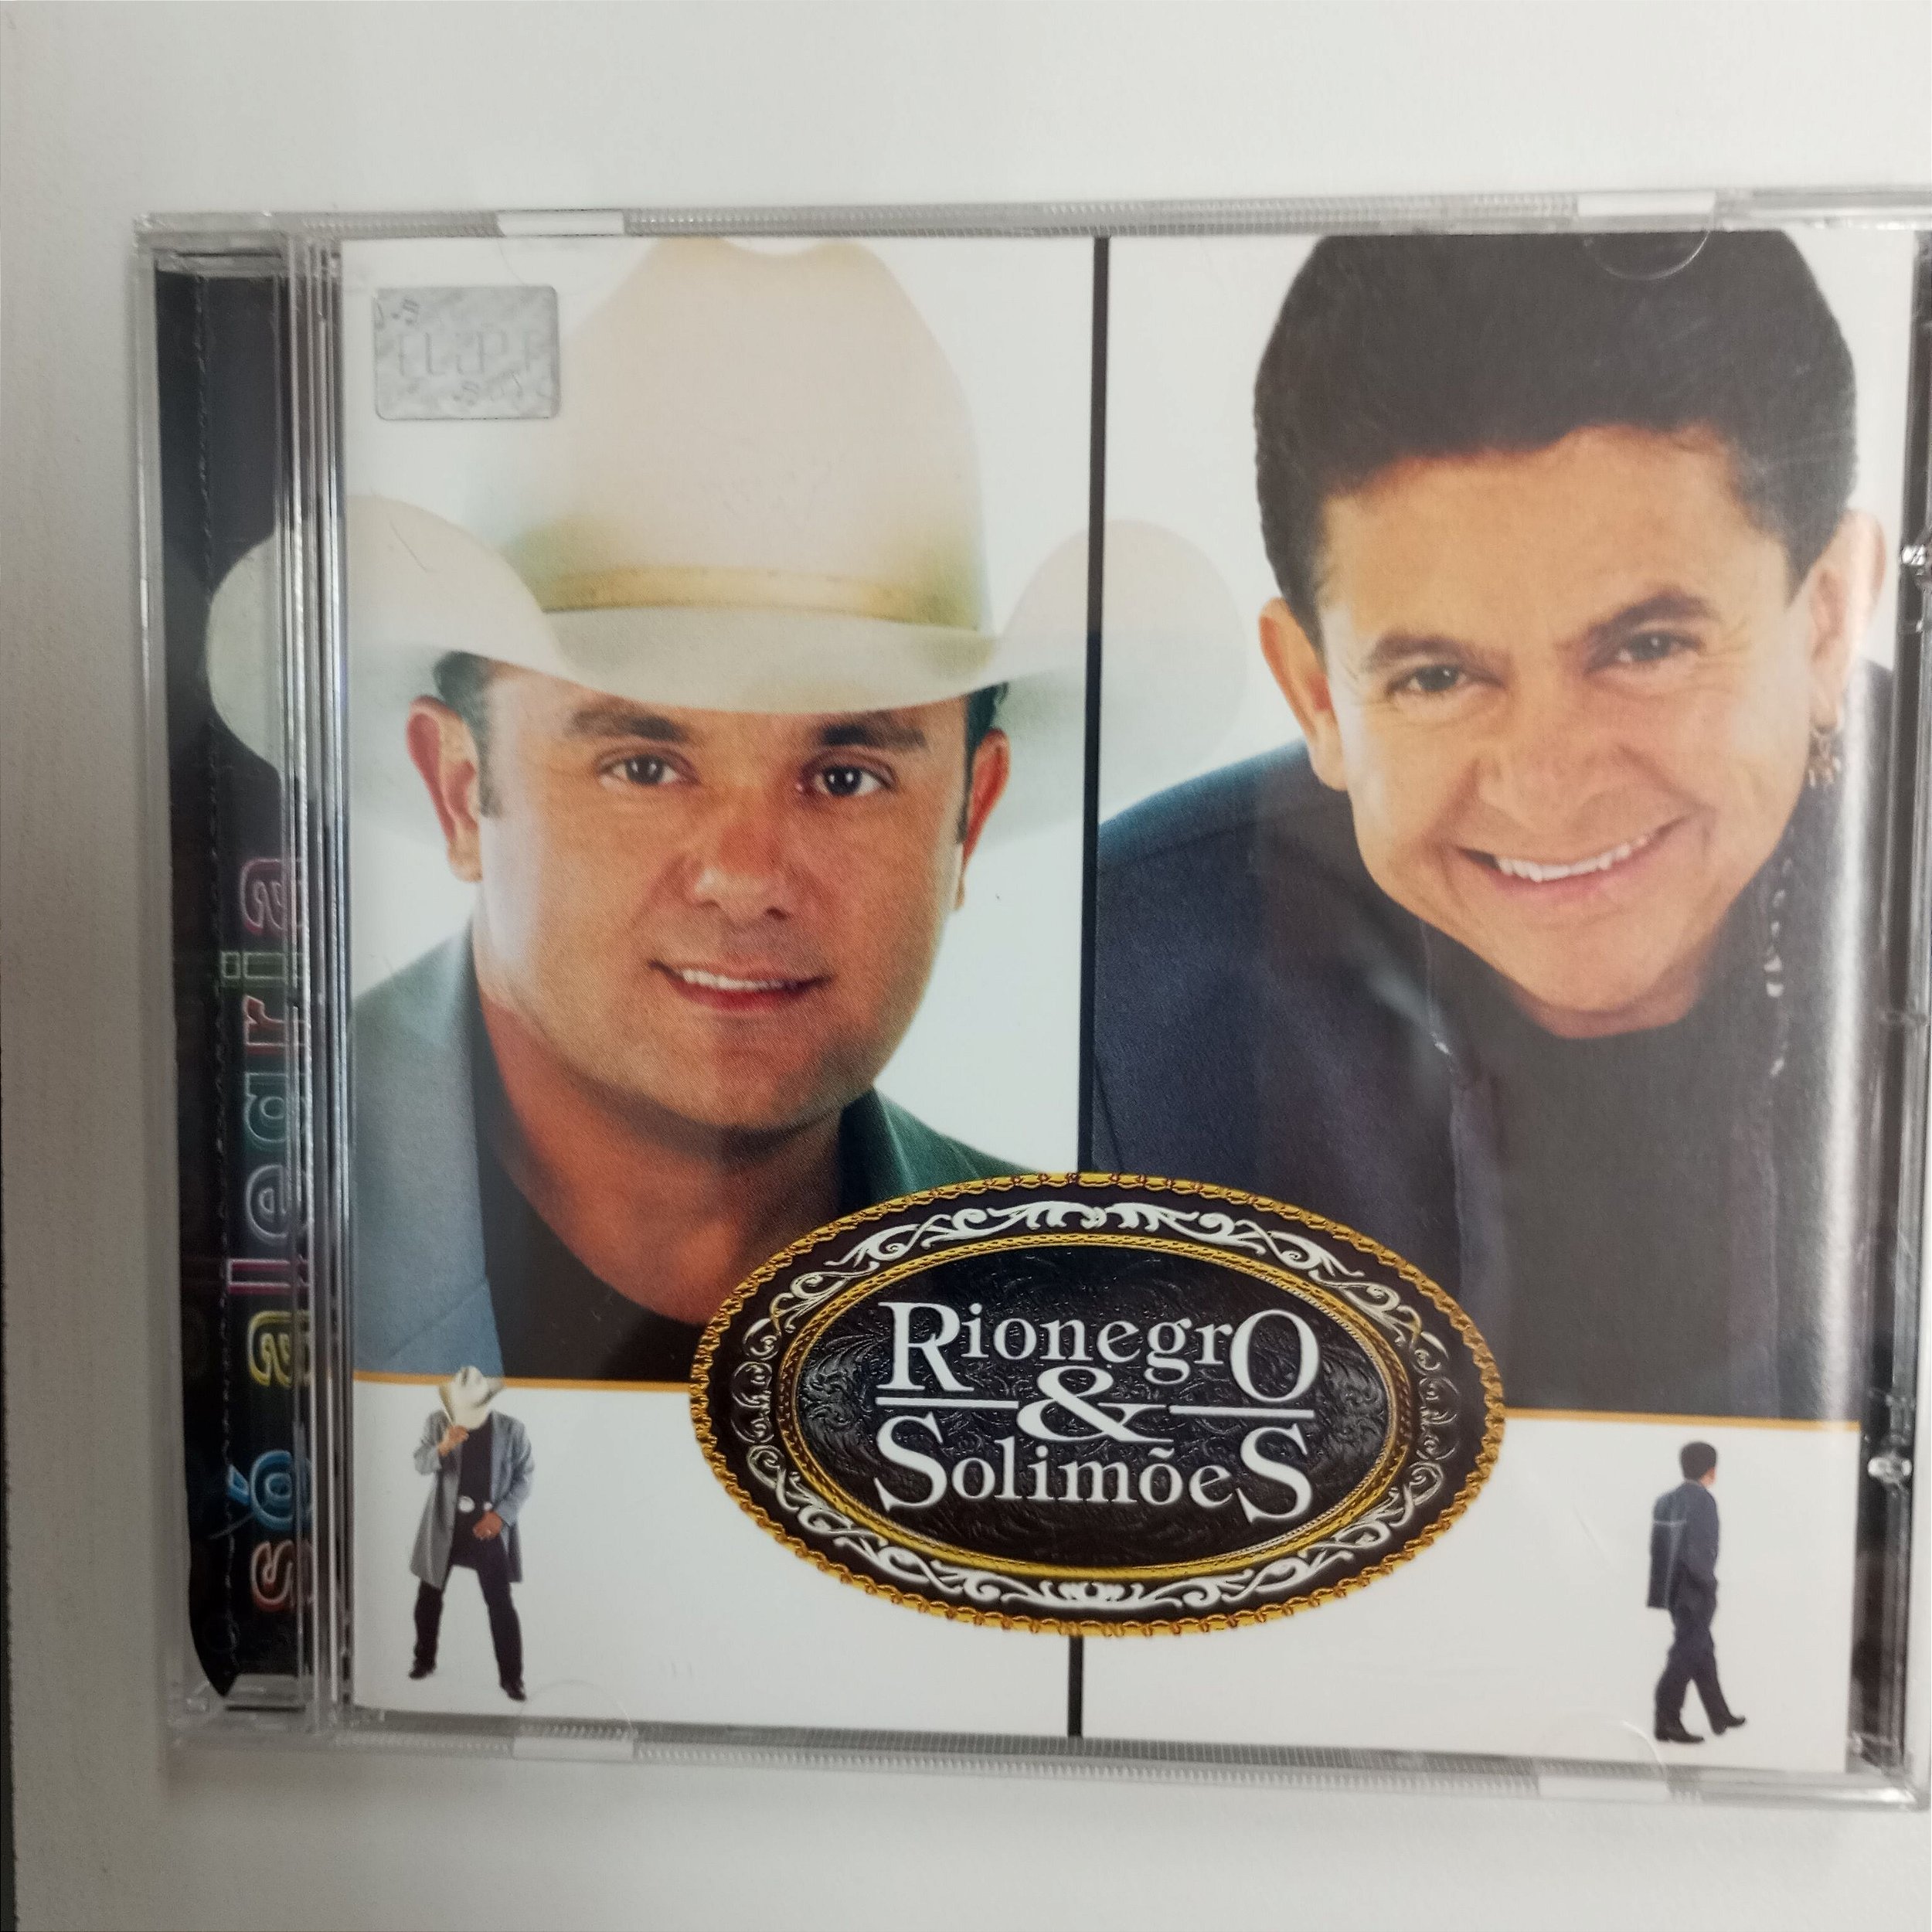 só alegria
Rionegro
&
Solimões